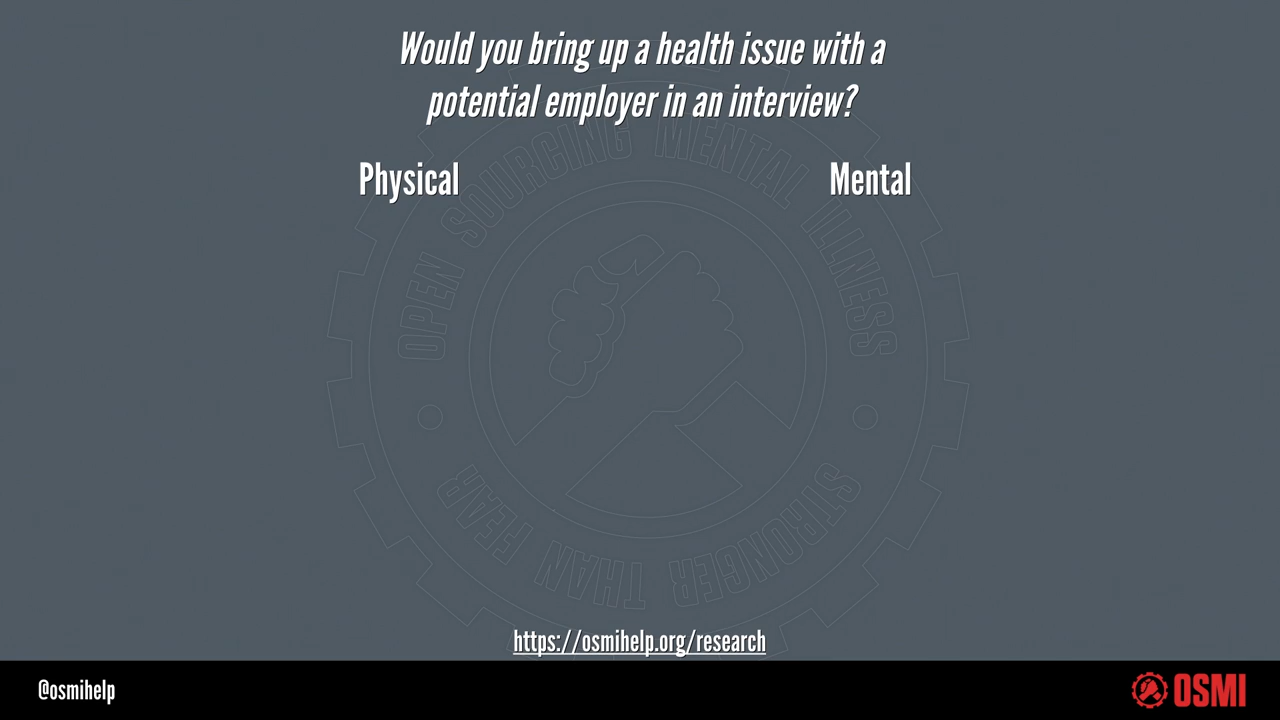 Would you bring up a health issue with a
potential employer in an interview?
Physical
Mental
OPEN SOURCING MENTAL ILLNESS
STRONGER THAN FEAR
https://osmihelp.org/research
@osmihelp
OSMI